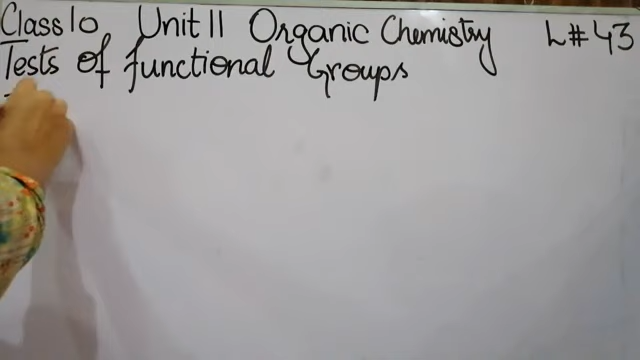 Class 10 Unit 11 Organic Chemistry L# 43
Tests of functional Groups